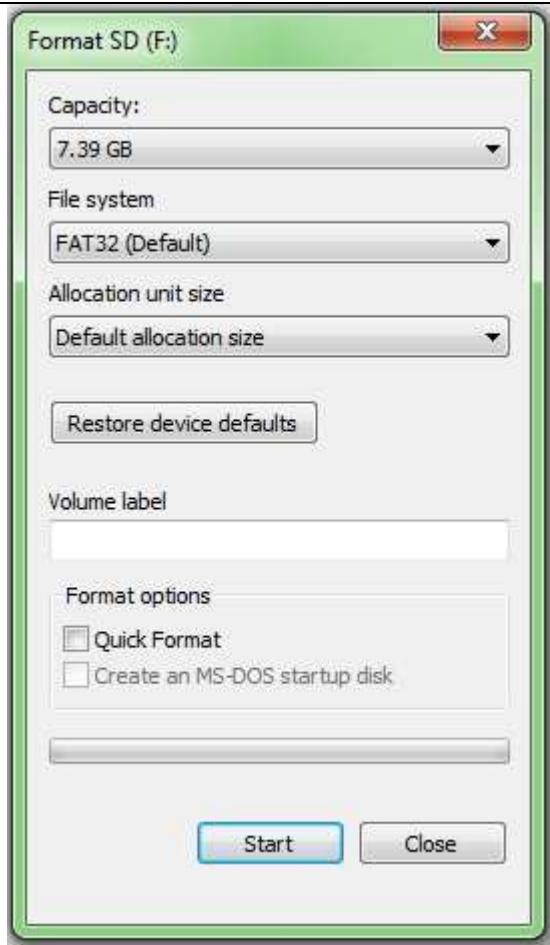 Format SD (F:)
Capacity:
7.39 GB
File system
FAT32 (Default)
Allocation unit size
Default allocation size
Restore device defaults
Volume label
Format options
Quick Format
Create an MS-DOS startup disk
Start Close